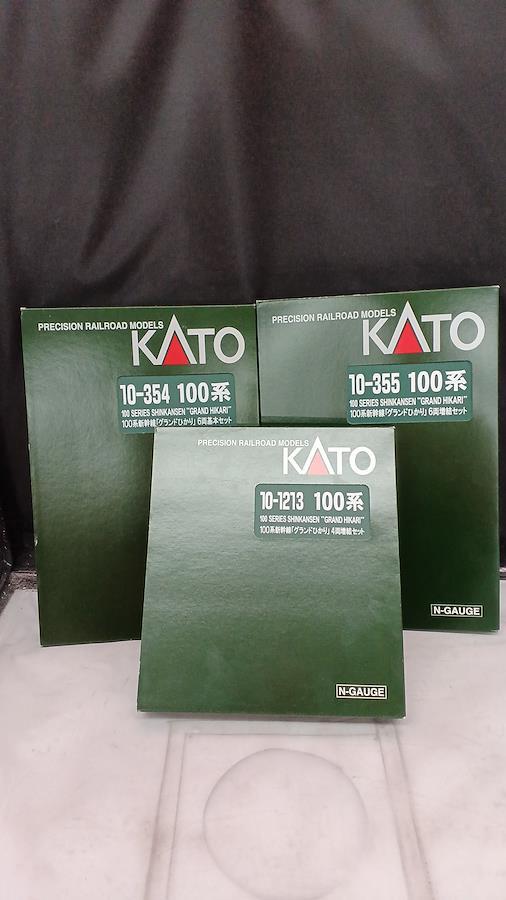 PRECISION RAILROAD MODELS
KATO
10-354 100系
100 SERIES SHINKANSEN "GRAND HIKARI"
100系新幹線「グランドひかり」6両基本セット
PRECISION RAILROAD MODELS
KATO
10-355 100系
100 SERIES SHINKANSEN "GRAND HIKARI"
100系新幹線「グランドひかり」6両増結セット
N-GAUGE
PRECISION RAILROAD MODELS
KATO
10-1213 100系
100 SERIES SHINKANSEN "GRAND HIKARI"
100系新幹線「グランドひかり」4両増結セット
N-GAUGE